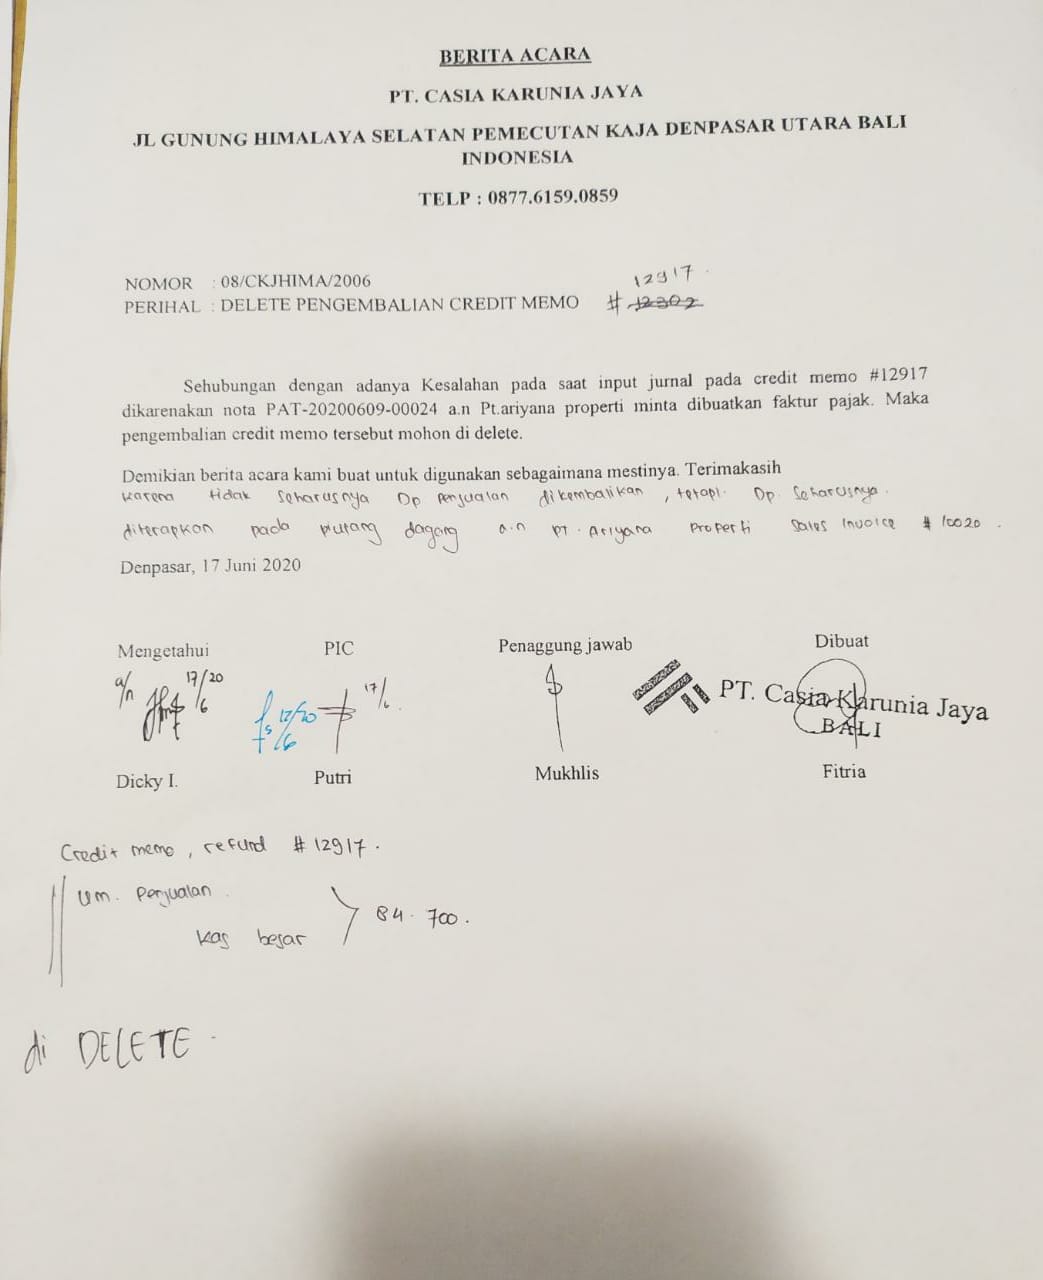 BERITA ACARA
PT. CASIA KARUNIA JAYA
JL GUNUNG HIMALAYA SELATAN PEMECUTAN KAJA DENPASAR UTARA BALI
INDONESIA
TELP : 0877.6159.0859
12917.
NOMOR : 08/CKJHIMA/2006
PERIHAL : DELETE PENGEMBALIAN CREDIT MEMO # 12302
Sehubungan dengan adanya Kesalahan pada saat input jurnal pada credit memo #12917
dikarenakan nota PAT-20200609-00024 a.n Pt.ariyana properti minta dibuatkan faktur pajak. Maka
pengembalian credit memo tersebut mohon di delete.
Demikian berita acara kami buat untuk digunakan sebagaimana mestinya. Terimakasih
karena tidak seharusnya Dp penjualan dikembalikan, tetapi. Dp. Seharusnya.
diterapkan pada piutang dagang a.n PT. Ariyana Properti Sales Invoice # 10020.
Denpasar, 17 Juni 2020
Mengetahui PIC Penaggung jawab Dibuat
a/n 17/20 /6 17/6.
12/20 /6
PT. Casia Karunia Jaya
BALI
Dicky I. Putri Mukhlis Fitria
Credit memo, refund # 12917.
Um. Penjualan.
84.700.
kas besar
di DELETE.